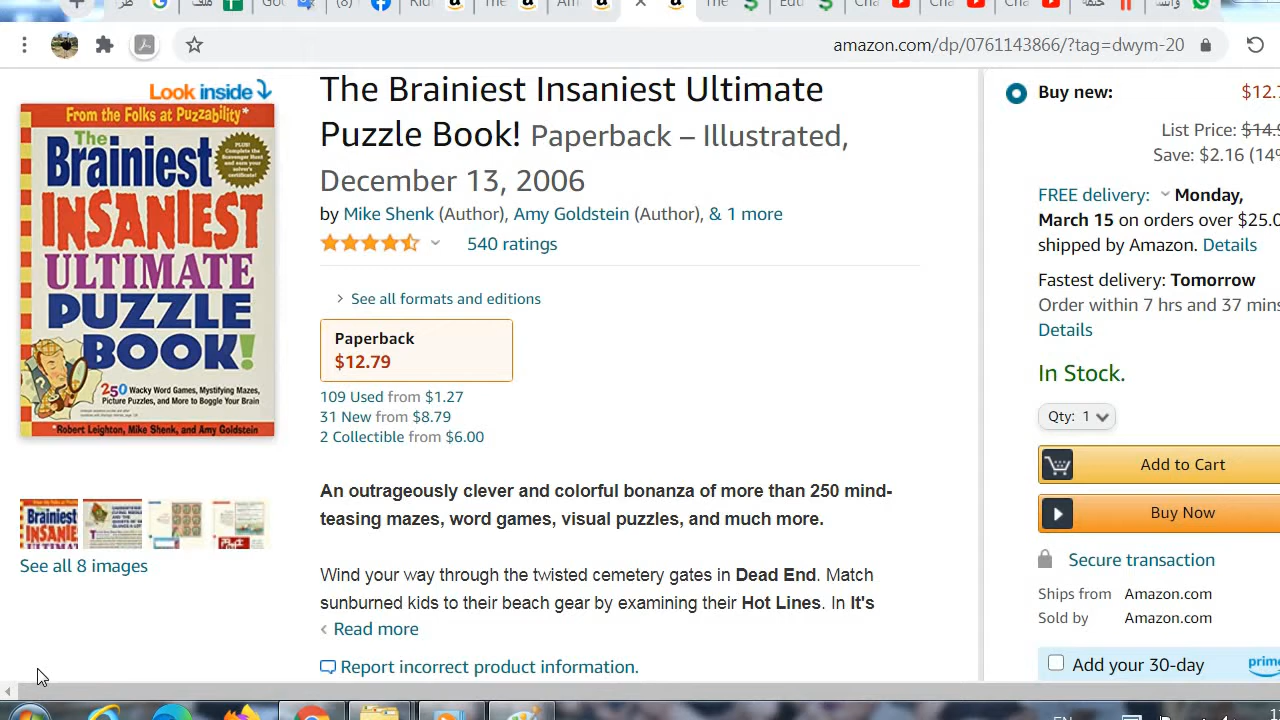 amazon.com/dp/0761143866/?tag=dwym-20
Look inside
From the Folks at Puzzability*
The
Brainiest
INSANIEST
ULTIMATE
PUZZLE
BOOK!
PLUS!
250 Wacky Word Games, Mystifying Mazes,
Picture Puzzles, and More to Boggle Your Brain
*Robert Leighton, Mike Shenk, and Amy Goldstein
See all 8 images
The Brainiest Insaniest Ultimate
Puzzle Book! Paperback – Illustrated,
December 13, 2006
by Mike Shenk (Author), Amy Goldstein (Author), & 1 more
540 ratings
See all formats and editions
Paperback
$12.79
109 Used from $1.27
31 New from $8.79
2 Collectible from $6.00
An outrageously clever and colorful bonanza of more than 250 mind-
teasing mazes, word games, visual puzzles, and much more.
Wind your way through the twisted cemetery gates in Dead End. Match
sunburned kids to their beach gear by examining their Hot Lines. In It's
Read more
Report incorrect product information.
Buy new:
$12.7
List Price: $14.
Save: $2.16 (14%
FREE delivery: Monday,
March 15 on orders over $25.0
shipped by Amazon. Details
Fastest delivery: Tomorrow
Order within 7 hrs and 37 mins
Details
In Stock.
Qty: 1
Add to Cart
Buy Now
Secure transaction
Ships from Amazon.com
Sold by Amazon.com
Add your 30-day
prime